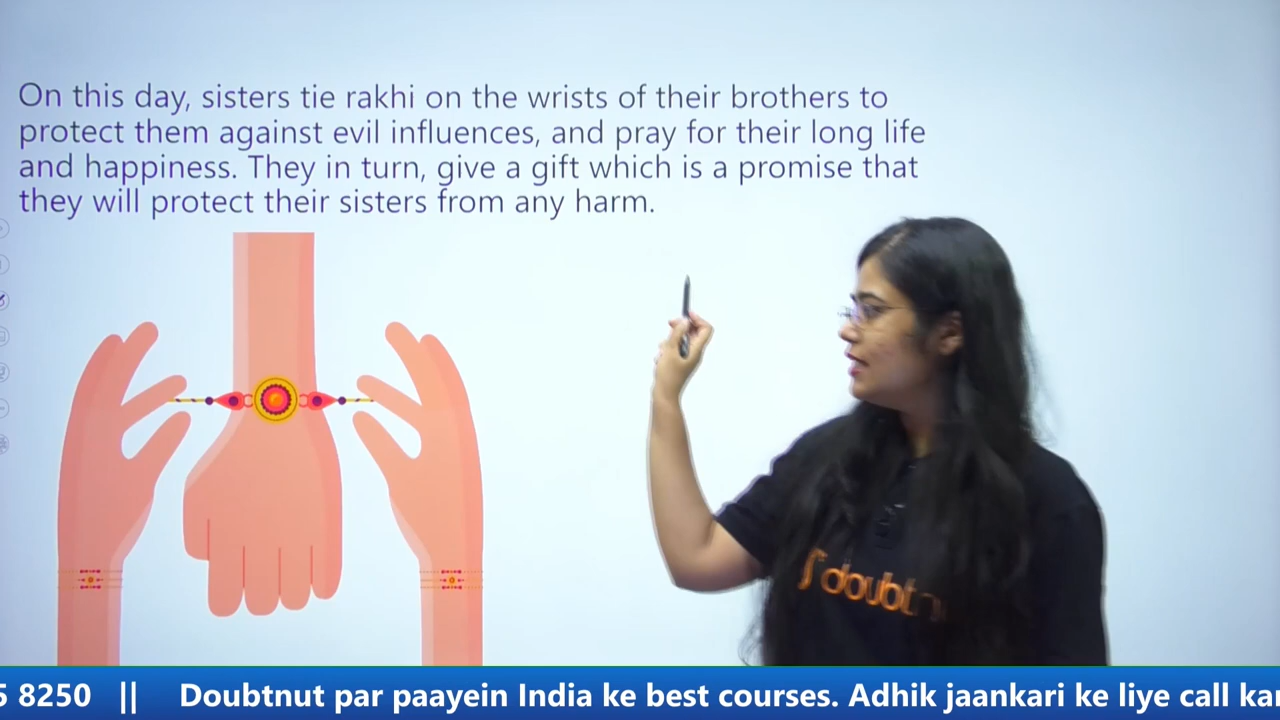 On this day, sisters tie rakhi on the wrists of their brothers to
protect them against evil influences, and pray for their long life
and happiness. They in turn, give a gift which is a promise that
they will protect their sisters from any harm.
doubt
5 8250 || Doubtnut par paayein India ke best courses. Adhik jaankari ke liye call